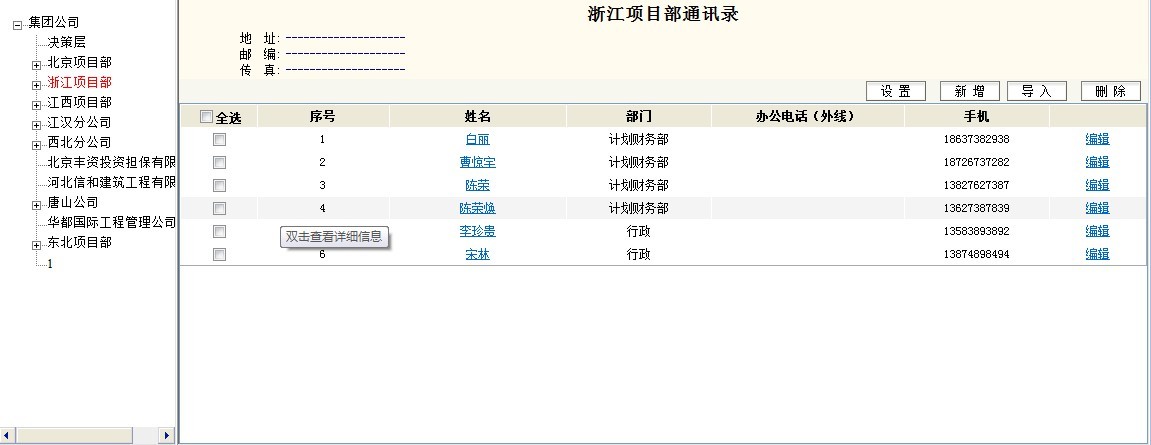 集团公司
决策层
北京项目部
浙江项目部
江西项目部
江汉分公司
西北分公司
北京丰资投资担保有限
河北信和建筑工程有限
唐山公司
华都国际工程管理公司
东北项目部
1
浙江项目部通讯录
地 址: --------------------
邮 编: --------------------
传 真: --------------------
设 置 新 增 导 入 删 除
全选 序号 姓名 部门 办公电话（外线） 手机
1 白丽 计划财务部 18637382938 编辑
2 曹惊宇 计划财务部 18726737282 编辑
3 陈荣 计划财务部 13827627387 编辑
4 陈荣焕 计划财务部 13627387839 编辑
李珍贵 行政 13583893892 编辑
双击查看详细信息
6 宋林 行政 13874898494 编辑